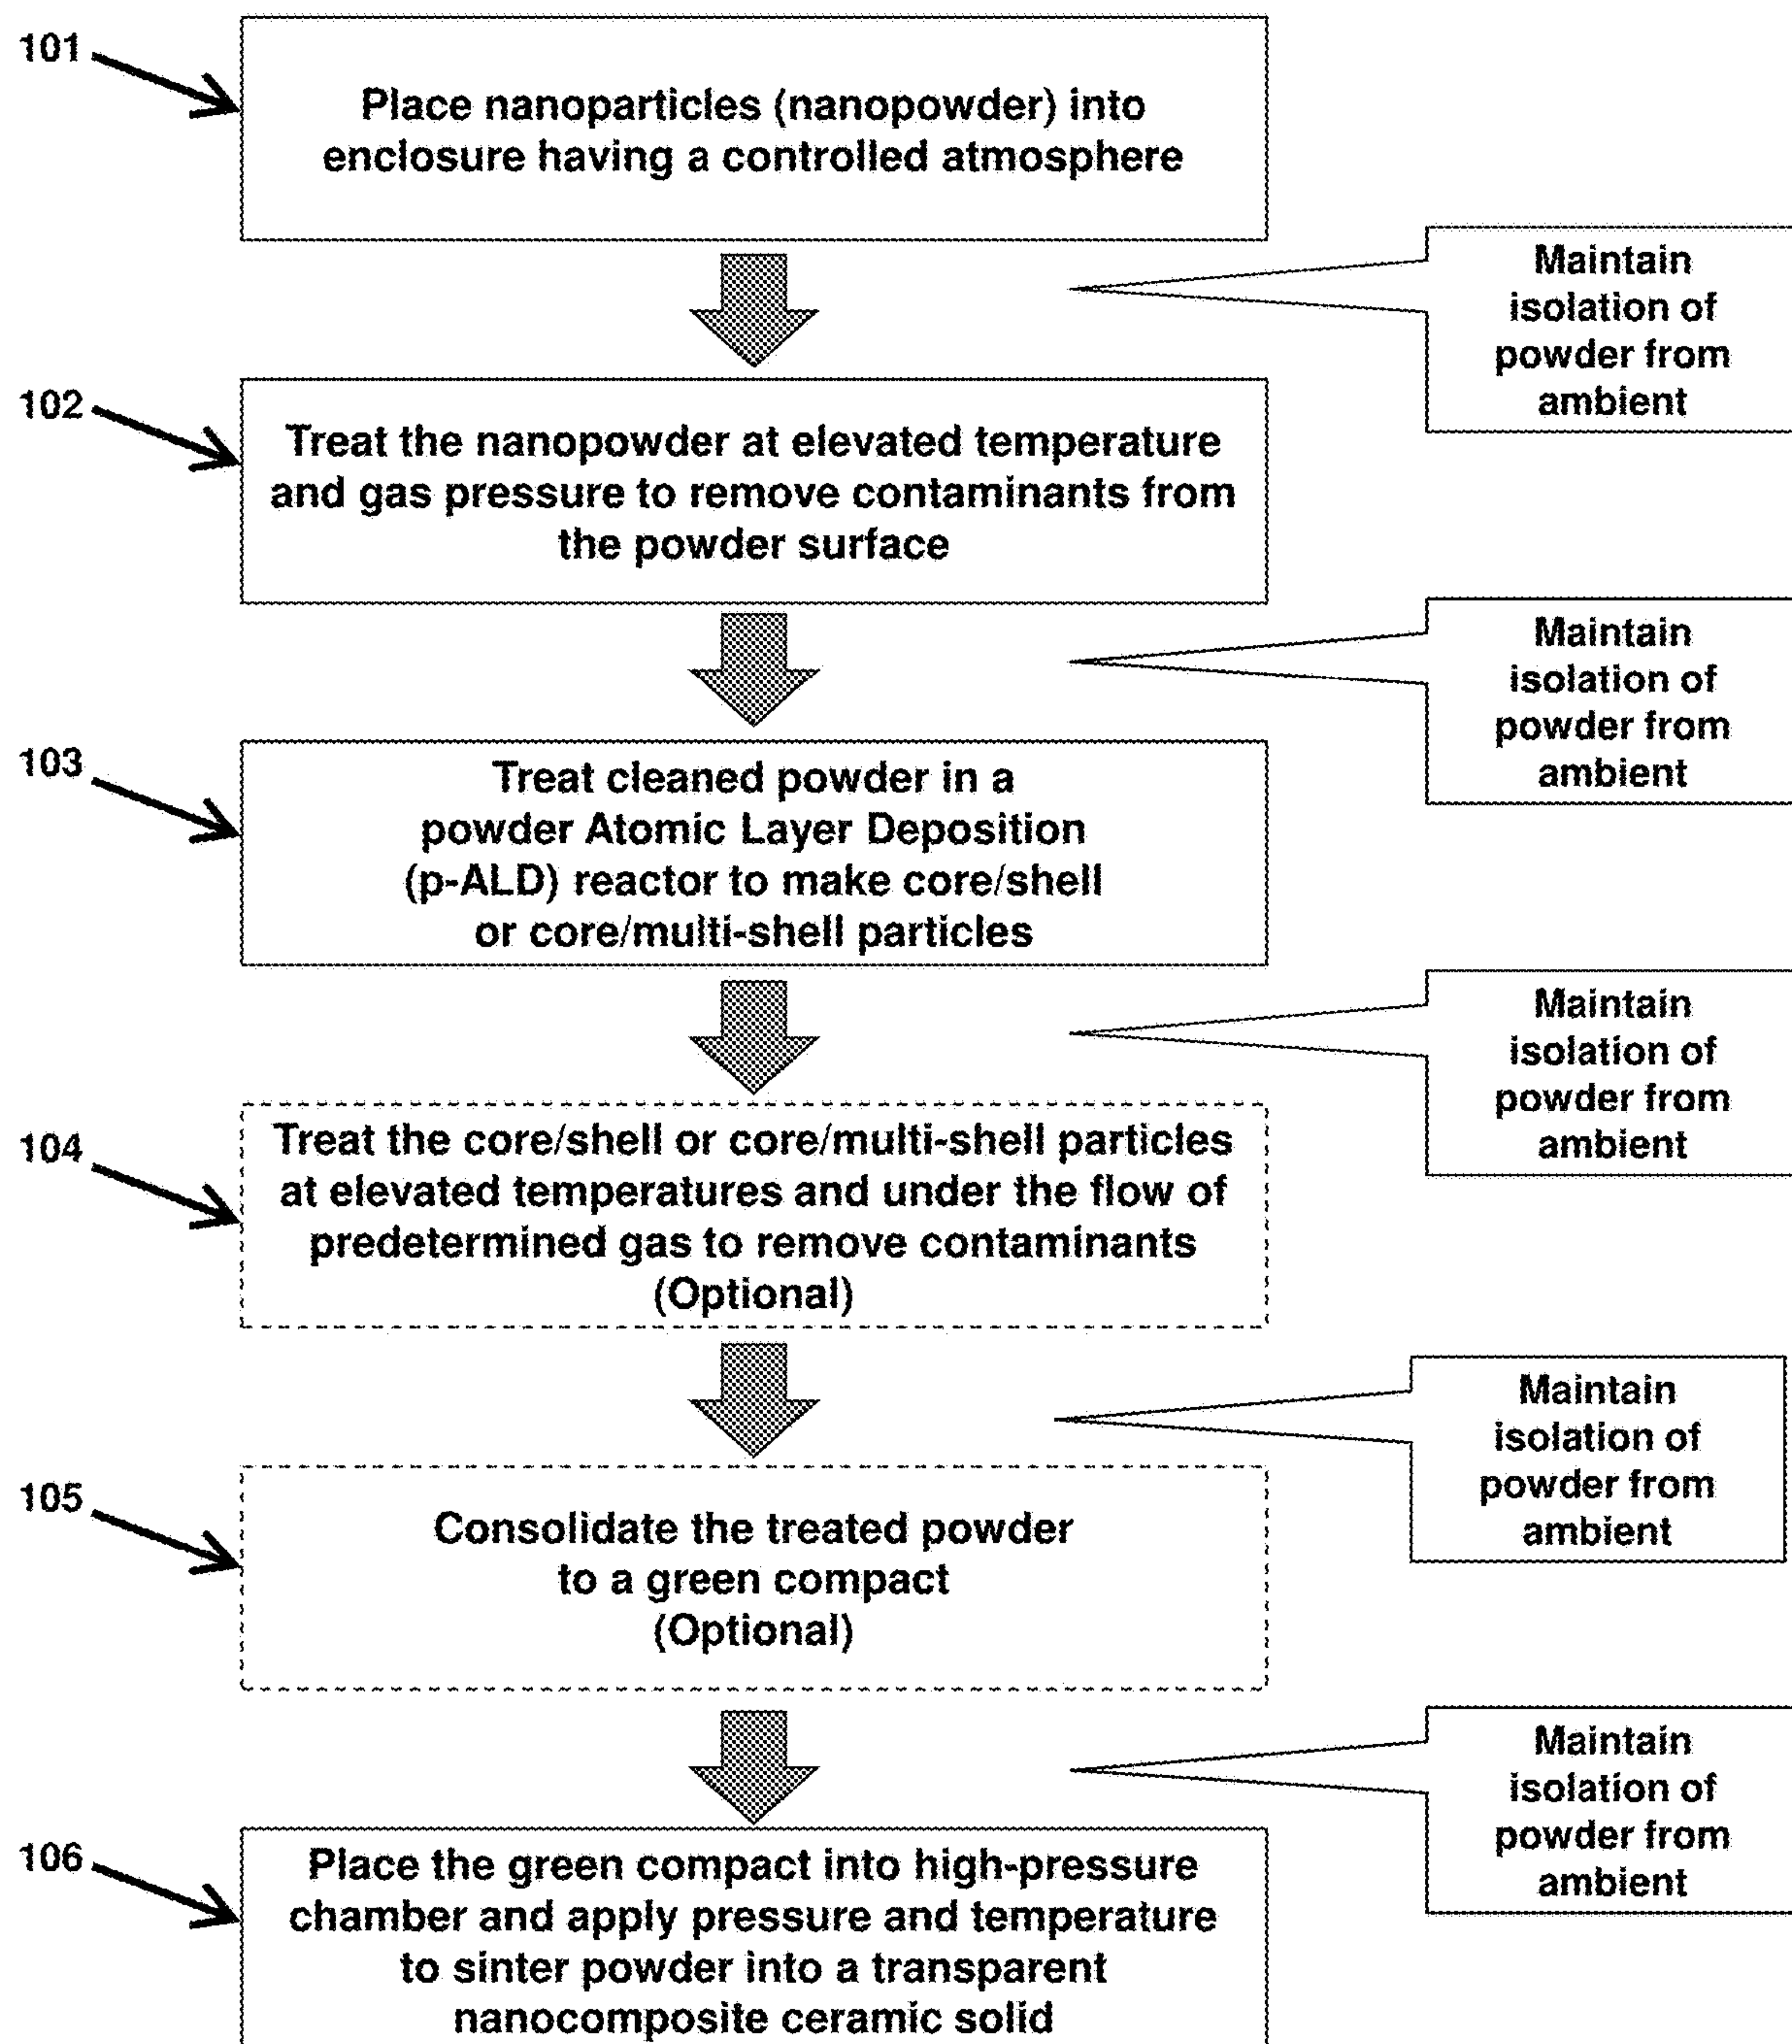 101
Place nanoparticles (nanopowder) into
enclosure having a controlled atmosphere
Maintain
isolation of
powder from
ambient
102
Treat the nanopowder at elevated temperature
and gas pressure to remove contaminants from
the powder surface
Maintain
isolation of
powder from
ambient
103
Treat cleaned powder in a
powder Atomic Layer Deposition
(p-ALD) reactor to make core/shell
or core/multi-shell particles
Maintain
isolation of
powder from
ambient
104
Treat the core/shell or core/multi-shell particles
at elevated temperatures and under the flow of
predetermined gas to remove contaminants
(Optional)
Maintain
isolation of
powder from
ambient
105
Consolidate the treated powder
to a green compact
(Optional)
Maintain
isolation of
powder from
ambient
106
Place the green compact into high-pressure
chamber and apply pressure and temperature
to sinter powder into a transparent
nanocomposite ceramic solid